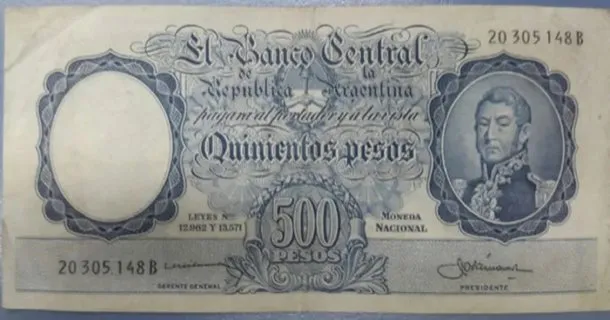 20 305 148 B
El Banco Central
de la
República Argentina
pagará al portador y a la vista
Quinientos pesos
LEYES Nos
12.962 Y 13.571
500
PESOS
MONEDA
NACIONAL
20 305 148 B
GERENTE GENERAL
PRESIDENTE